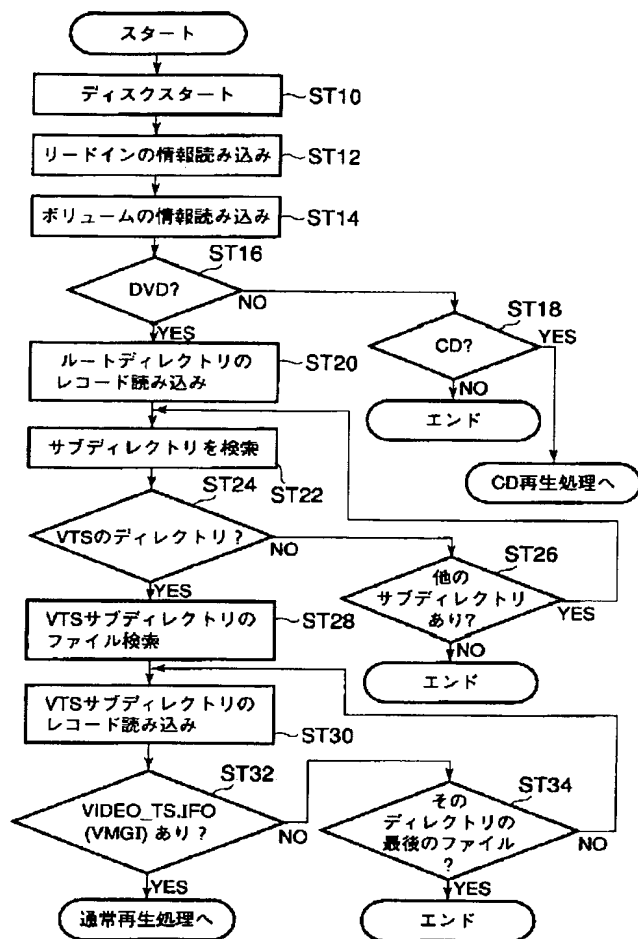 スタート
ディスクスタート
ST10
リードインの情報読み込み
ST12
ボリュームの情報読み込み
ST14
ST16
DVD?
NO
YES
ST18
CD?
YES
NO
エンド
CD再生処理へ
ルートディレクトリの
レコード読み込み
ST20
サブディレクトリを検索
ST22
ST24
VTSのディレクトリ?
NO
YES
ST26
他の
サブディレクトリ
あり?
YES
NO
エンド
VTSサブディレクトリの
ファイル検索
ST28
VTSサブディレクトリの
レコード読み込み
ST30
ST32
VIDEO_TS.IFO
(VMGI) あり?
NO
YES
通常再生処理へ
ST34
その
ディレクトリの
最後のファイル
?
NO
YES
エンド